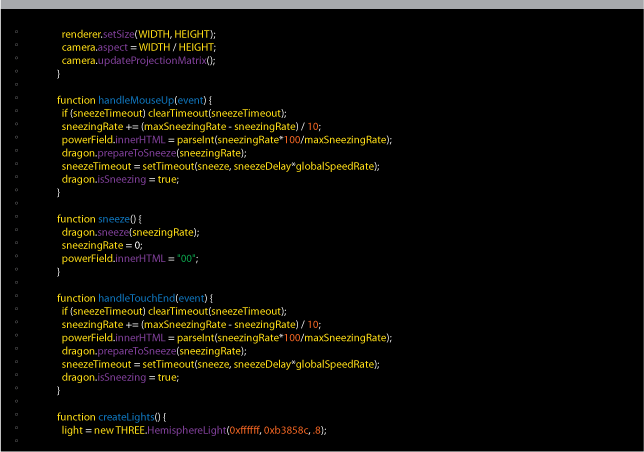 renderer.setSize(WIDTH, HEIGHT);
camera.aspect = WIDTH / HEIGHT;
camera.updateProjectionMatrix();
}
function handleMouseUp(event) {
if (sneezeTimeout) clearTimeout(sneezeTimeout);
sneezingRate += (maxSneezingRate - sneezingRate) / 10;
powerField.innerHTML = parseInt(sneezingRate*100/maxSneezingRate);
dragon.prepareToSneeze(sneezingRate);
sneezeTimeout = setTimeout(sneeze, sneezeDelay*globalSpeedRate);
dragon.isSneezing = true;
}
function sneeze() {
dragon.sneeze(sneezingRate);
sneezingRate = 0;
powerField.innerHTML = "00";
}
function handleTouchEnd(event) {
if (sneezeTimeout) clearTimeout(sneezeTimeout);
sneezingRate += (maxSneezingRate - sneezingRate) / 10;
powerField.innerHTML = parseInt(sneezingRate*100/maxSneezingRate);
dragon.prepareToSneeze(sneezingRate);
sneezeTimeout = setTimeout(sneeze, sneezeDelay*globalSpeedRate);
dragon.isSneezing = true;
}
function createLights() {
light = new THREE.HemisphereLight(0xffffff, 0xb3858c, .8);